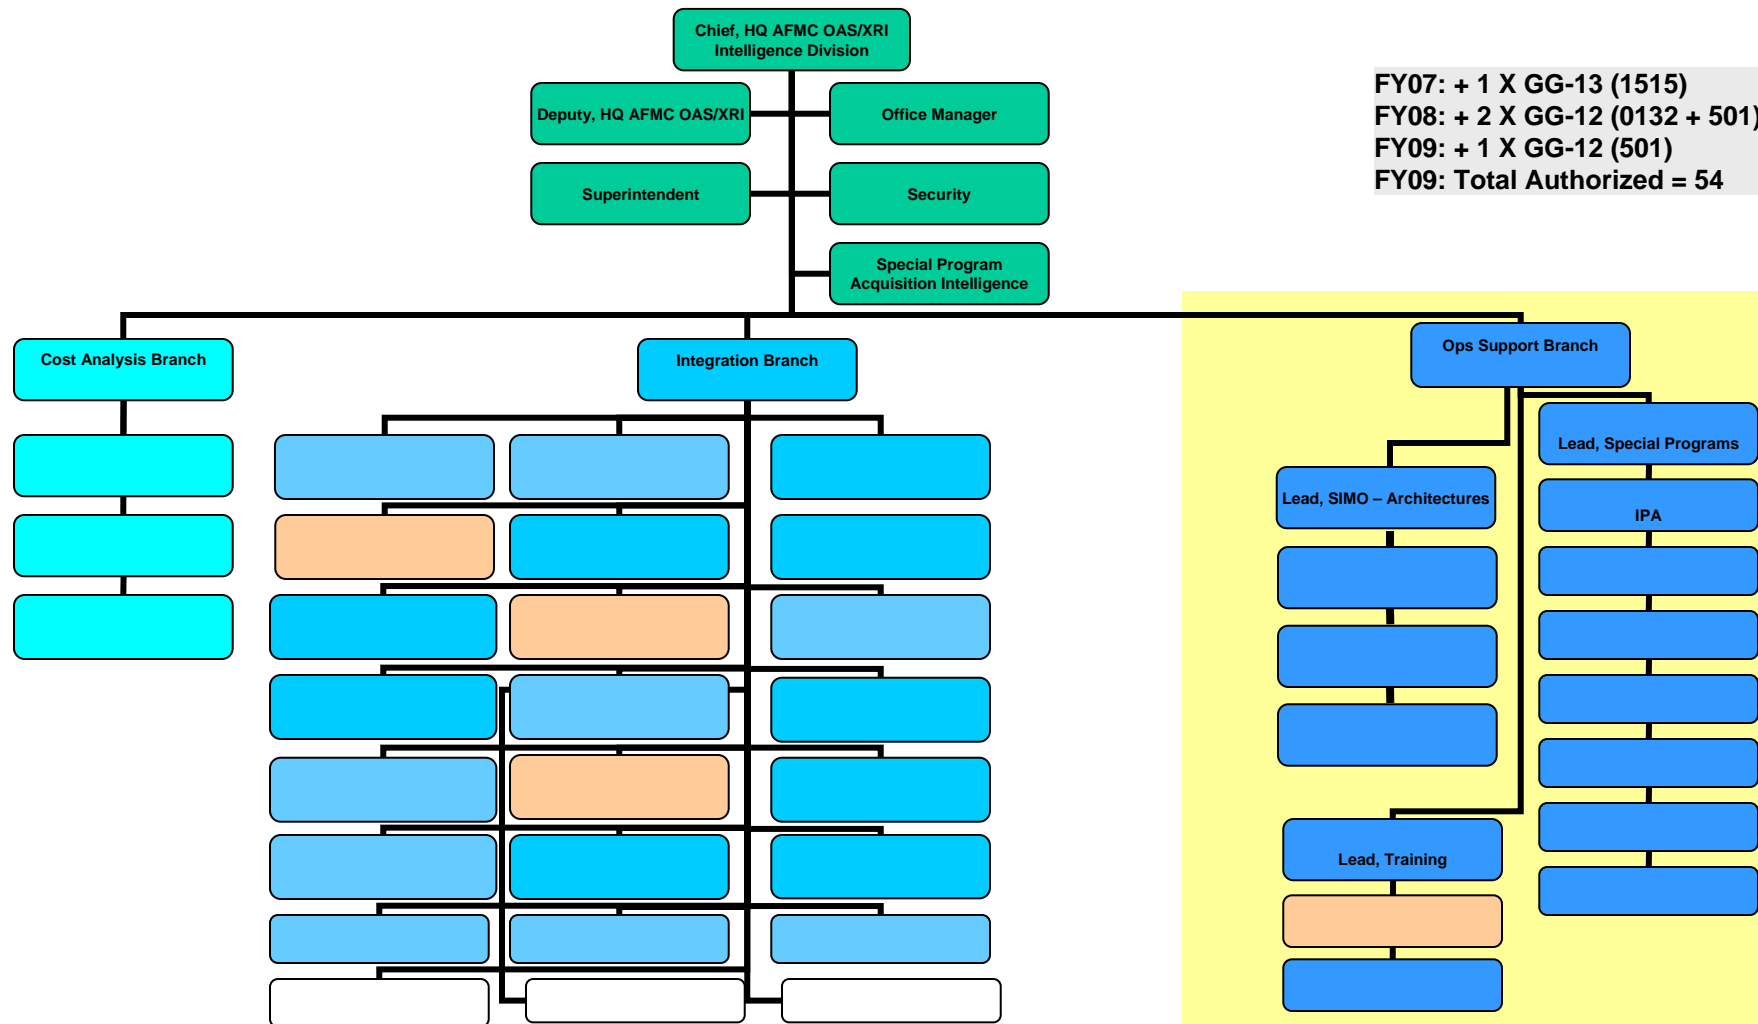 Chief, HQ AFMC OAS/XRI
Intelligence Division
Deputy, HQ AFMC OAS/XRI
Office Manager
Superintendent
Security
Special Program
Acquisition Intelligence
FY07: + 1 X GG-13 (1515)
FY08: + 2 X GG-12 (0132 + 501)
FY09: + 1 X GG-12 (501)
FY09: Total Authorized = 54
Cost Analysis Branch
Integration Branch
Ops Support Branch
Lead, Special Programs
Lead, SIMO – Architectures
IPA
Lead, Training